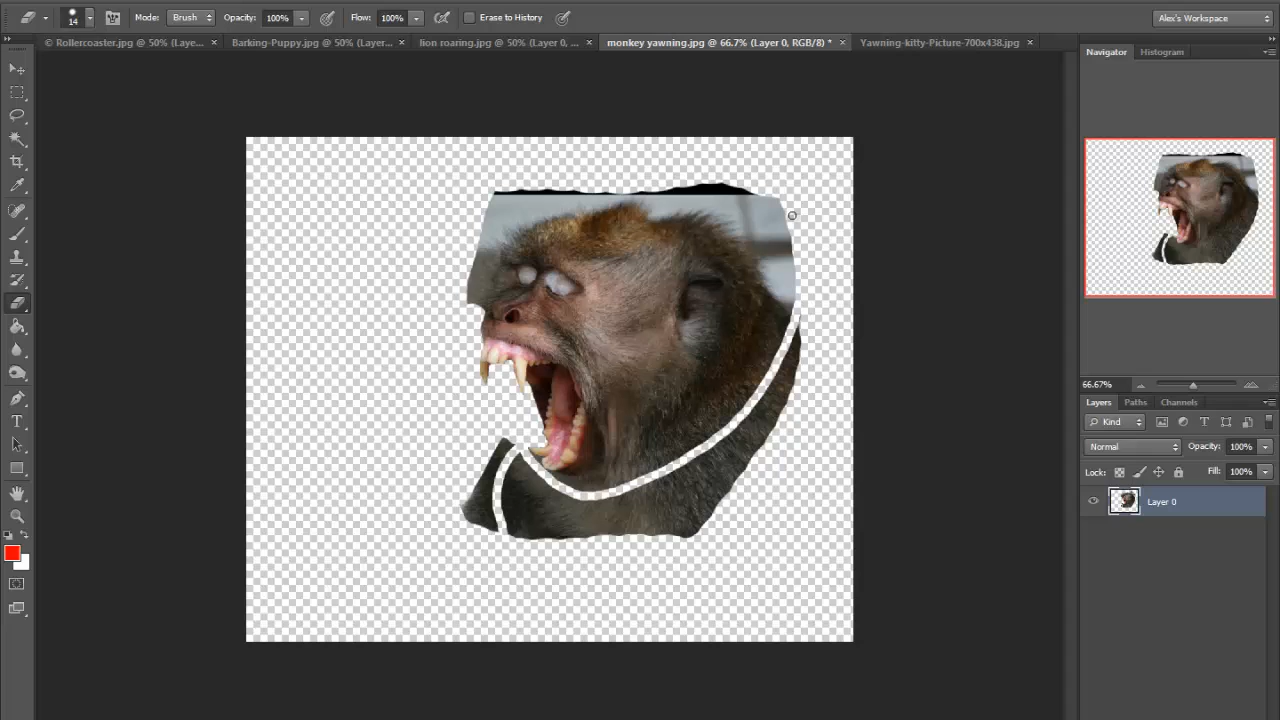 14 Mode: Brush Opacity: 100% Flow: 100% Erase to History Alex's Workspace
© Rollercoaster.jpg @ 50% (Laye... × Barking-Puppy.jpg @ 50% (Layer... × lion roaring.jpg @ 50% (Layer 0, ... × monkey yawning.jpg @ 66.7% (Layer 0, RGB/8) * × Yawning-kitty-Picture-700x438.jpg ×
Navigator Histogram
66.67%
Layers Paths Channels
Kind
Normal Opacity: 100%
Lock: Fill: 100%
Layer 0